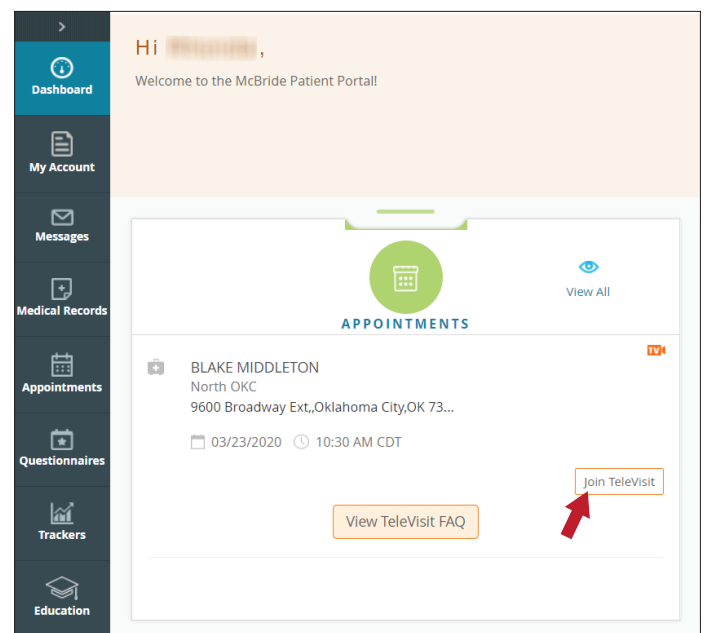 Hi ,
Welcome to the McBride Patient Portal!
Dashboard
My Account
Messages
Medical Records
Appointments
Questionnaires
Trackers
Education
View All
APPOINTMENTS
TV
BLAKE MIDDLETON
North OKC
9600 Broadway Ext,,Oklahoma City,OK 73...
03/23/2020 10:30 AM CDT
Join TeleVisit
View TeleVisit FAQ